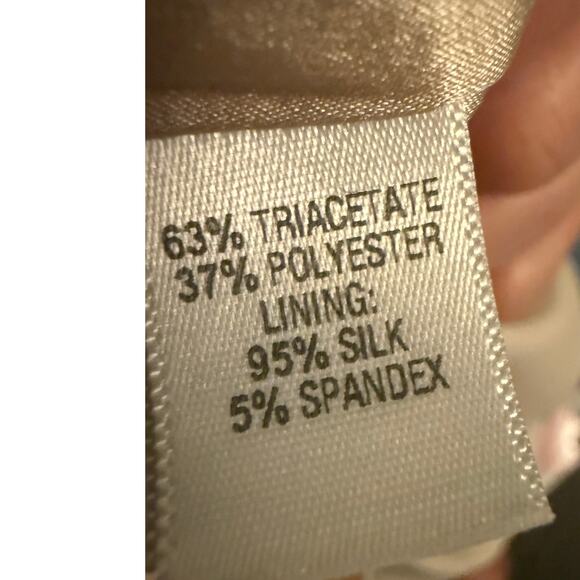 63% TRIACETATE
37% POLYESTER
LINING:
95% SILK
5% SPANDEX